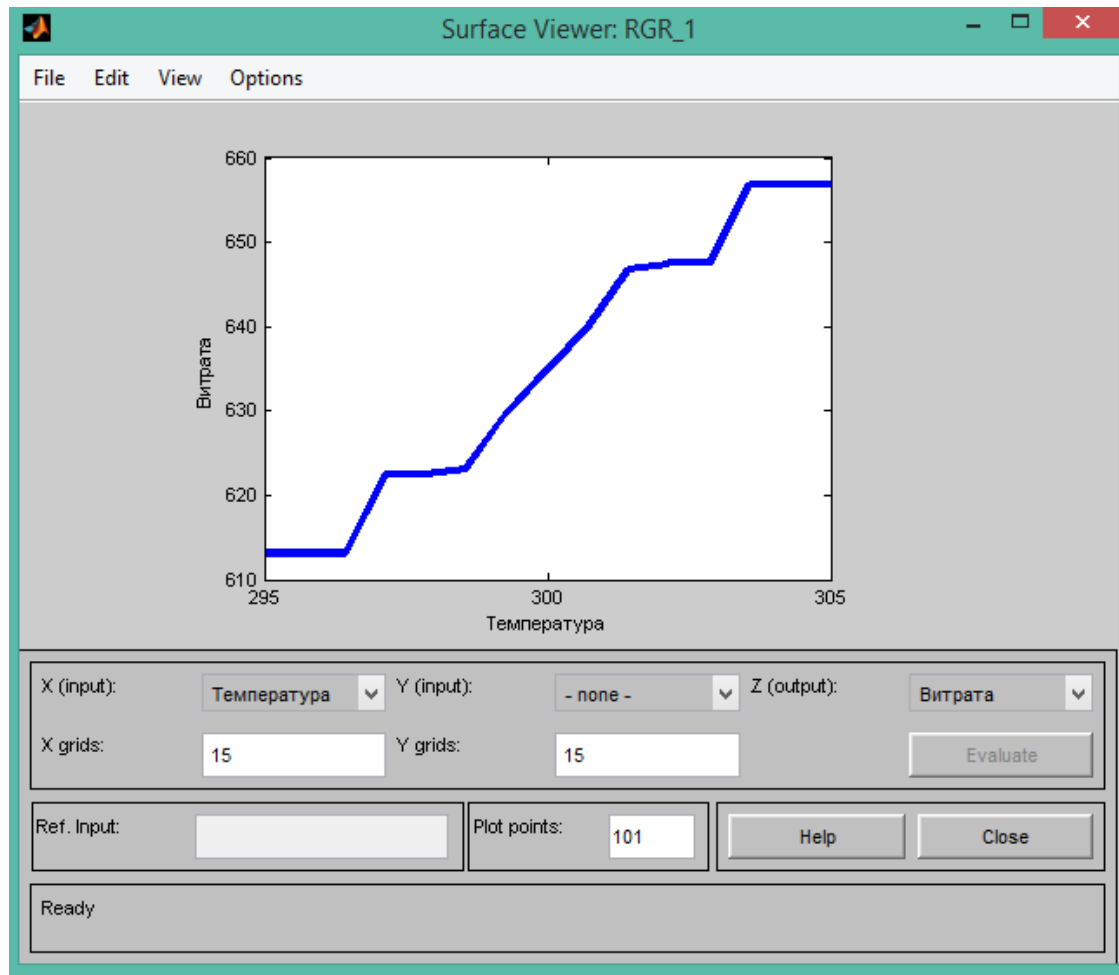 Surface Viewer: RGR_1
File Edit View Options
660
650
640
630
620
610
Витрата
295 300 305
Температура
X (input): Температура Y (input): - none - Z (output): Витрата
X grids: 15 Y grids: 15 Evaluate
Ref. Input: Plot points: 101 Help Close
Ready